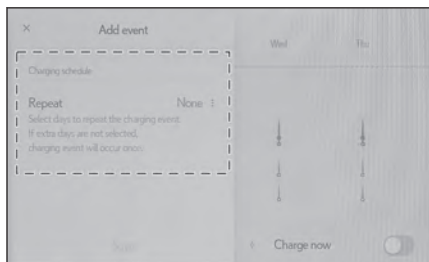 × Add event
Wed Thu
Charging schedule
Repeat None
Select days to repeat the charging event.
If extra days are not selected,
charging event will occur once.
Save
Charge now